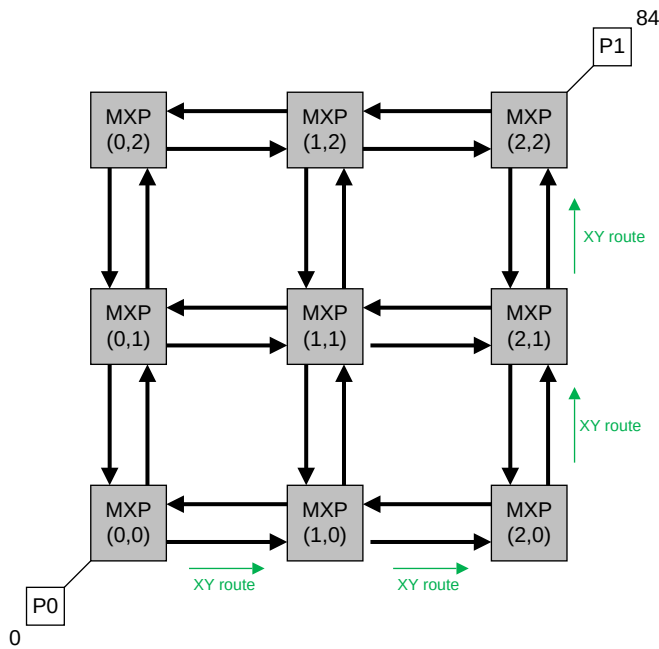 84
P1
MXP
(0,2)
MXP
(1,2)
MXP
(2,2)
XY route
MXP
(0,1)
MXP
(1,1)
MXP
(2,1)
XY route
MXP
(0,0)
MXP
(1,0)
MXP
(2,0)
XY route
XY route
P0
0